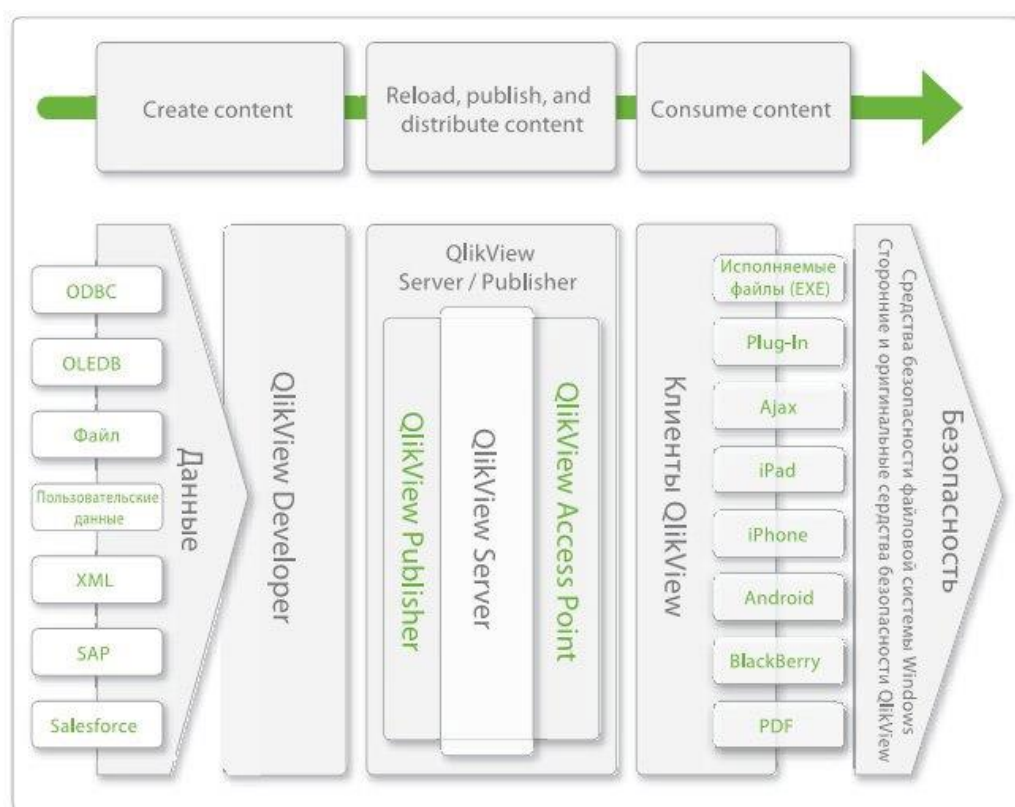 Create content
Reload, publish, and
distribute content
Consume content
ODBC
OLEDB
Файл
Пользовательские
данные
XML
SAP
Salesforce
Данные
QlikView Developer
QlikView
Server / Publisher
QlikView Publisher
QlikView Server
QlikView Access Point
Клиенты QlikView
Исполняемые
файлы (EXE)
Plug-In
Ajax
iPad
iPhone
Android
BlackBerry
PDF
Безопасность
Средства безопасности файловой системы Windows
Сторонние и оригинальные сердства безопасности QlikView